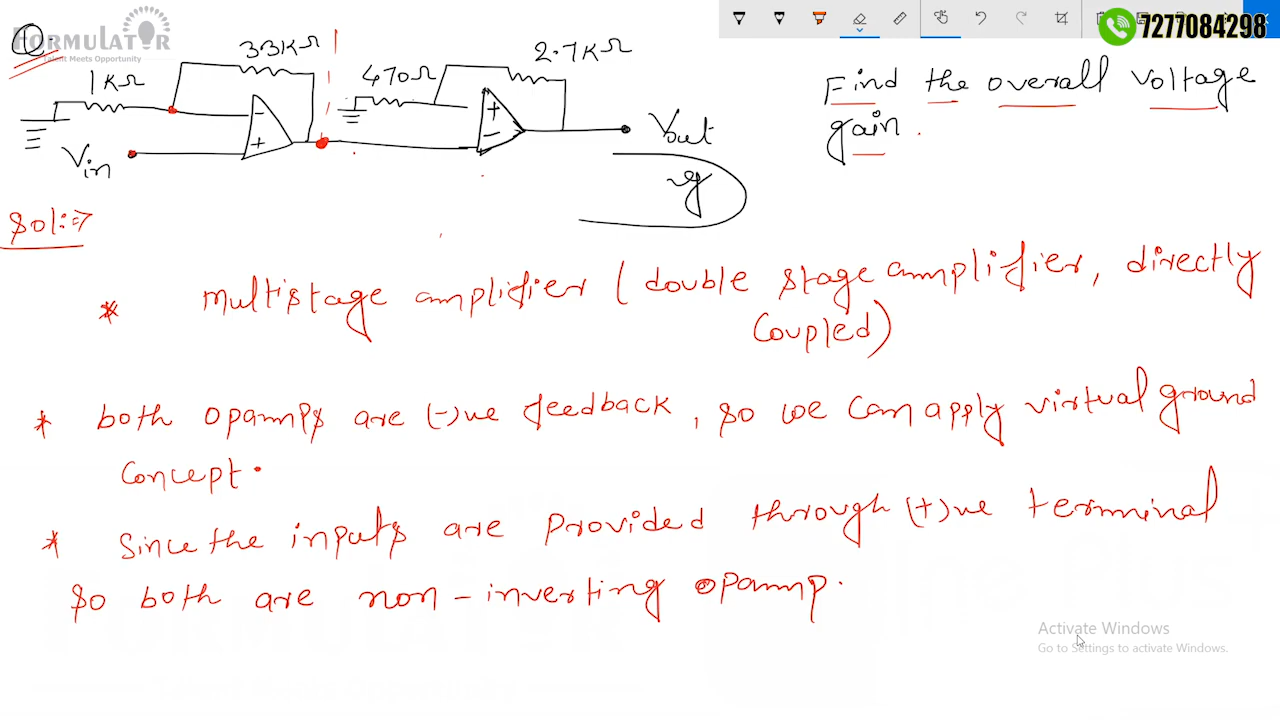 FORMULATOR
Talent Meets Opportunity
7277084298
①
1KΩ
33KΩ
470Ω
2.7KΩ
-
+
+
-
Vin
Vout
Vg
Find the overall voltage
gain.
Sol:⇒
* Multistage amplifier (double stage amplifier, directly
Coupled)
* both opamps are (-)ve feedback, so we can apply virtual ground
Concept.
* Since the inputs are provided through (+)ve terminal
So both are non-inverting opamp.
Activate Windows
Go to Settings to activate Windows.